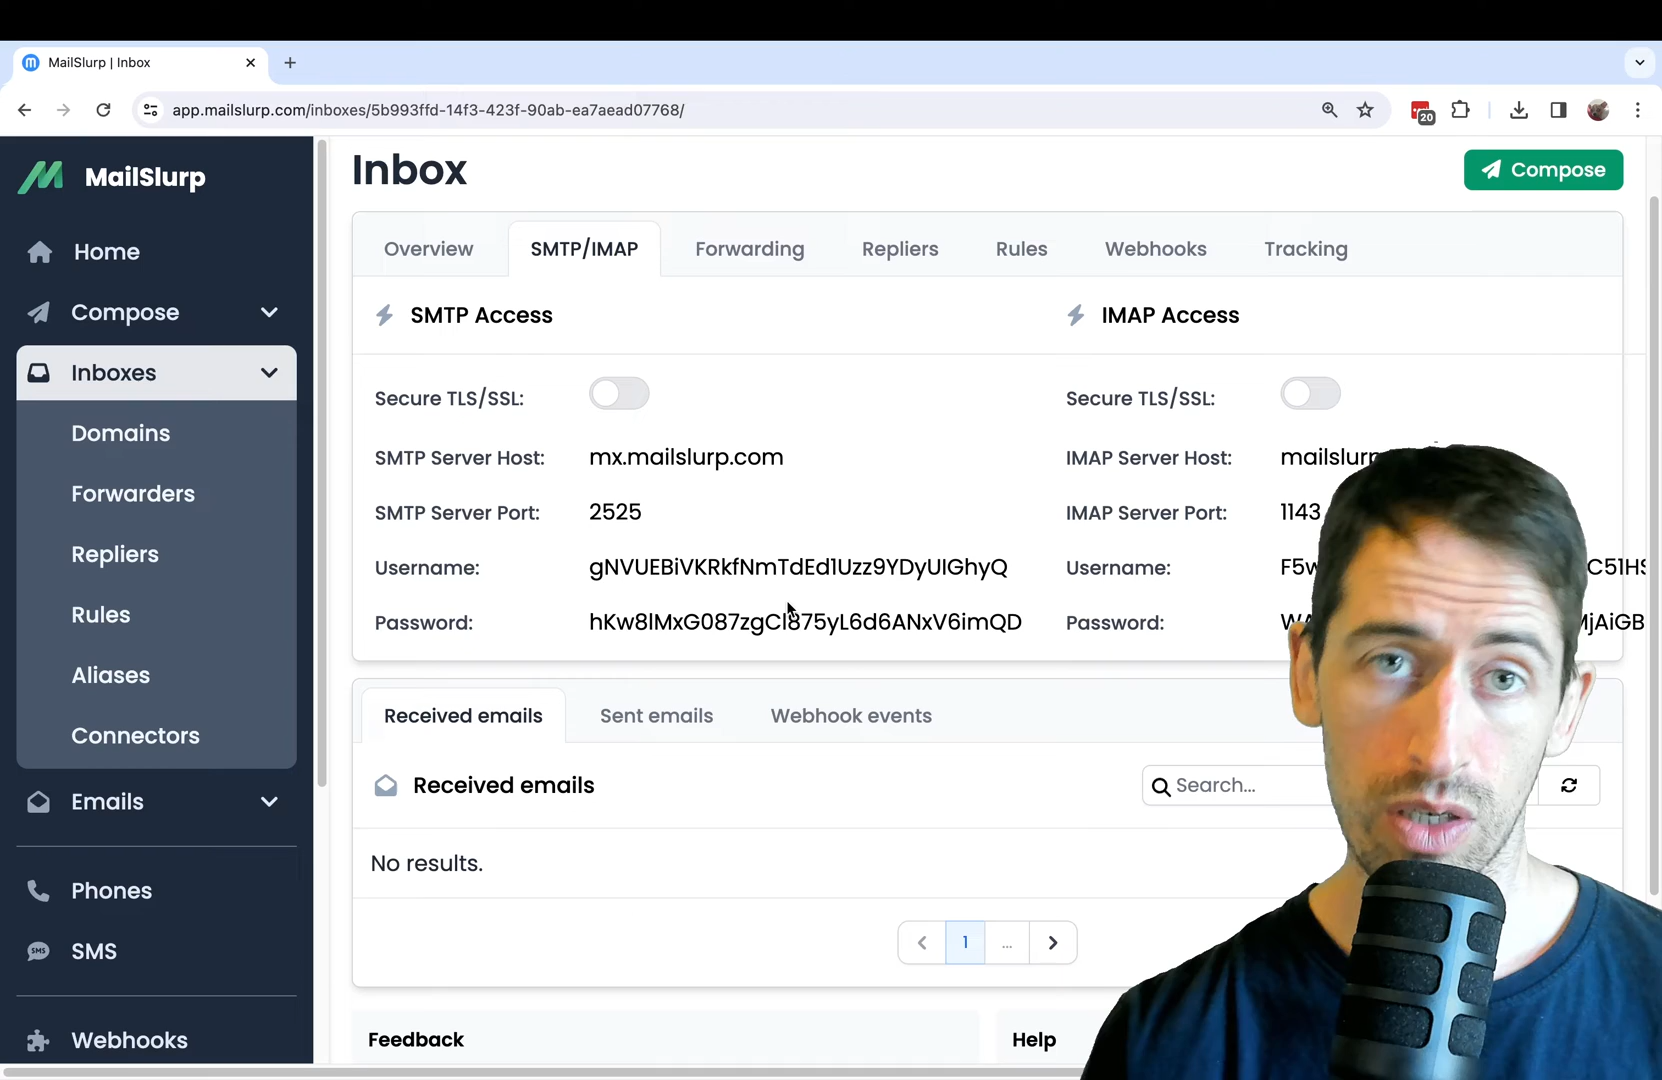 MailSlurp | Inbox
app.mailslurp.com/inboxes/5b993ffd-14f3-423f-90ab-ea7aead07768/
20
MailSlurp
Home
Compose
Inboxes
Domains
Forwarders
Repliers
Rules
Aliases
Connectors
Emails
Phones
SMS
Webhooks
Inbox
Compose
Overview
SMTP/IMAP
Forwarding
Repliers
Rules
Webhooks
Tracking
SMTP Access
Secure TLS/SSL:
SMTP Server Host: mx.mailslurp.com
SMTP Server Port: 2525
Username: gNVUEBiVKRkfNmTdEd1Uzz9YDyUIGhyQ
Password: hKw8lMxG087zgCl875yL6d6ANxV6imQD
IMAP Access
Secure TLS/SSL:
IMAP Server Host: mailslurp
IMAP Server Port: 1143
Username:
Password:
Received emails
Sent emails
Webhook events
Received emails
Search...
No results.
1
...
Feedback
Help